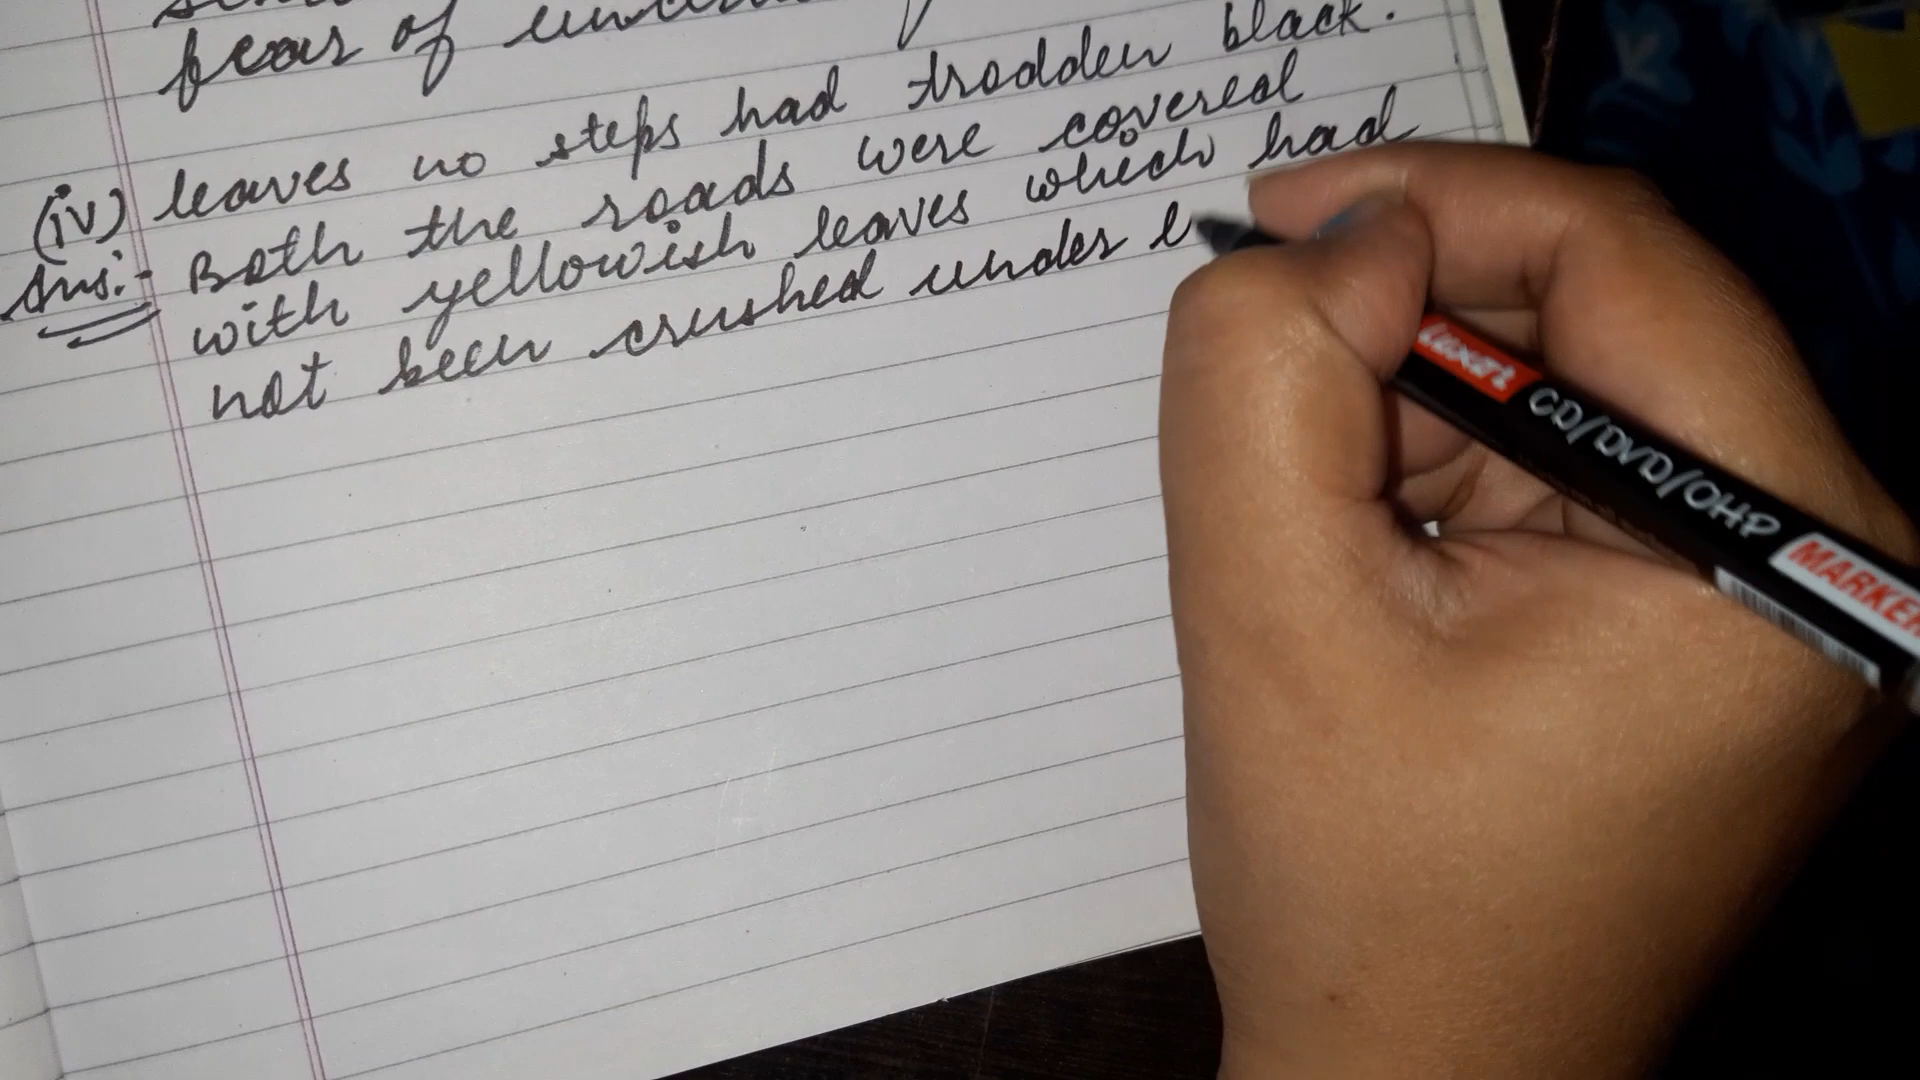 fear of
(iv) leaves no steps had trodden black.
Ans:- Both the roads were covered
with yellowish leaves which had
not been crushed under
Luxor CD/DVD/OHP MARKER